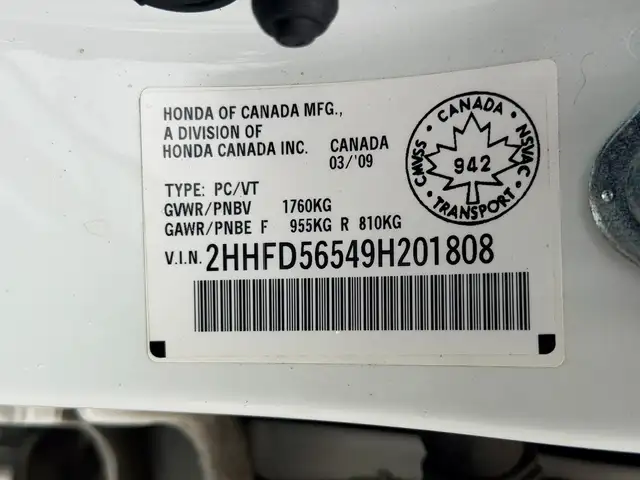 HONDA OF CANADA MFG.,
A DIVISION OF
HONDA CANADA INC. CANADA
03/'09
TYPE: PC/VT
GVWR/PNBV 1760KG
GAWR/PNBE F 955KG R 810KG
V.I.N. 2HHFD56549H201808
CANADA
CMVSS NSVAC
942
TRANSPORT